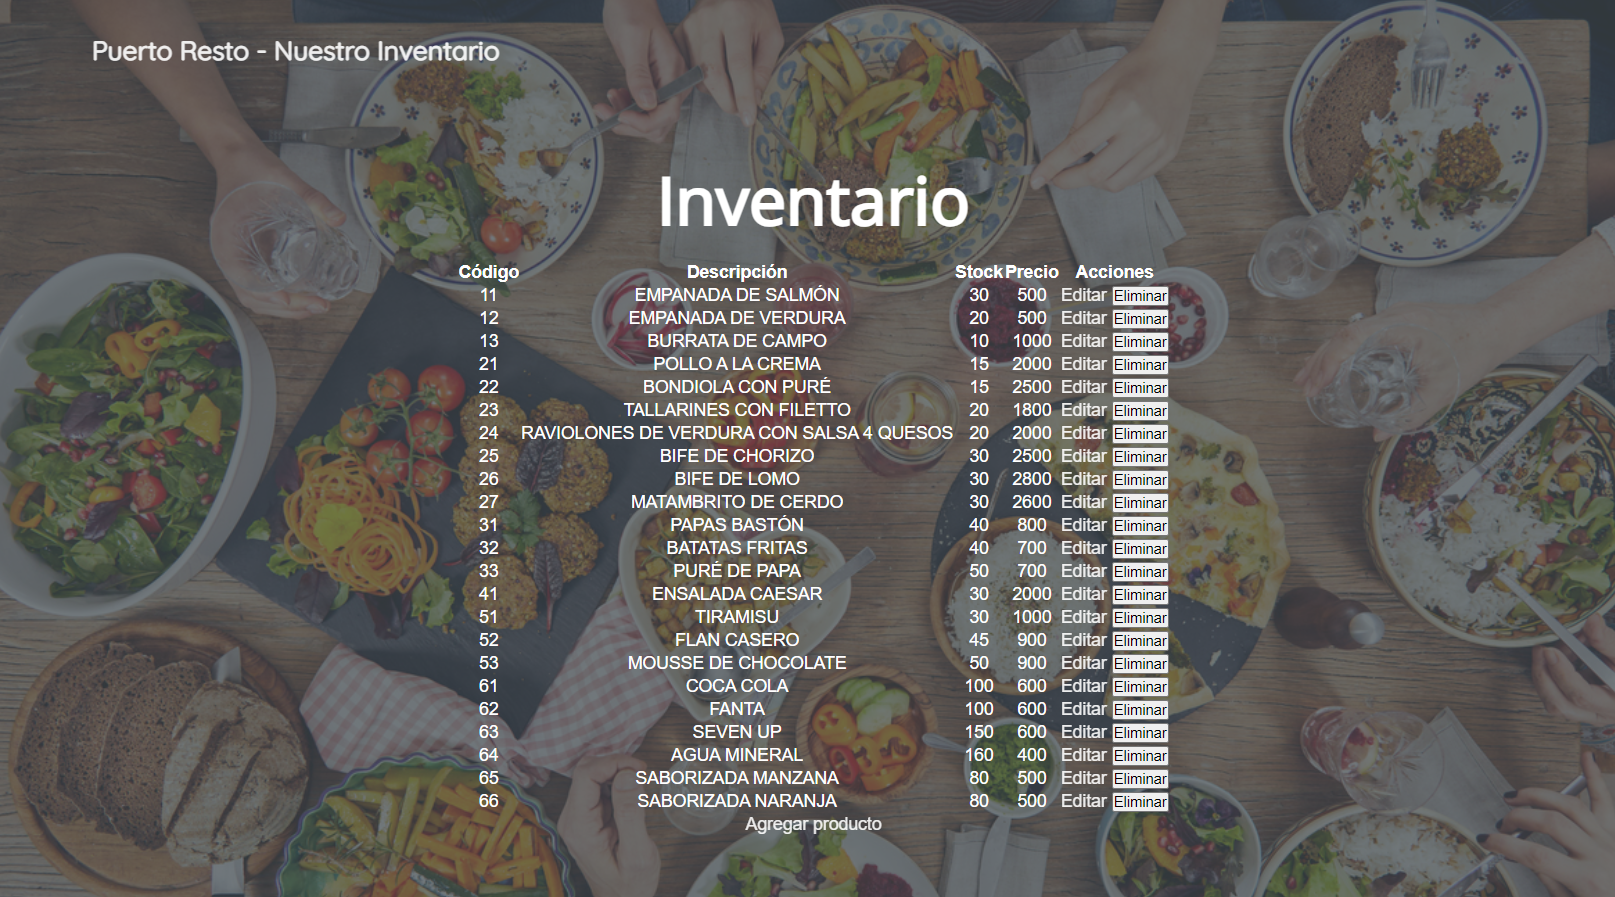 Puerto Resto - Nuestro Inventario
Inventario
Código Descripción Stock Precio Acciones
11 EMPANADA DE SALMÓN 30 500 Editar Eliminar
12 EMPANADA DE VERDURA 20 500 Editar Eliminar
13 BURRATA DE CAMPO 10 1000 Editar Eliminar
21 POLLO A LA CREMA 15 2000 Editar Eliminar
22 BONDIOLA CON PURÉ 15 2500 Editar Eliminar
23 TALLARINES CON FILETTO 20 1800 Editar Eliminar
24 RAVIOLONES DE VERDURA CON SALSA 4 QUESOS 20 2000 Editar Eliminar
25 BIFE DE CHORIZO 30 2500 Editar Eliminar
26 BIFE DE LOMO 30 2800 Editar Eliminar
27 MATAMBRITO DE CERDO 30 2600 Editar Eliminar
31 PAPAS BASTÓN 40 800 Editar Eliminar
32 BATATAS FRITAS 40 700 Editar Eliminar
33 PURÉ DE PAPA 50 700 Editar Eliminar
41 ENSALADA CAESAR 30 2000 Editar Eliminar
51 TIRAMISU 30 1000 Editar Eliminar
52 FLAN CASERO 45 900 Editar Eliminar
53 MOUSSE DE CHOCOLATE 50 900 Editar Eliminar
61 COCA COLA 100 600 Editar Eliminar
62 FANTA 100 600 Editar Eliminar
63 SEVEN UP 150 600 Editar Eliminar
64 AGUA MINERAL 160 400 Editar Eliminar
65 SABORIZADA MANZANA 80 500 Editar Eliminar
66 SABORIZADA NARANJA 80 500 Editar Eliminar
Agregar producto